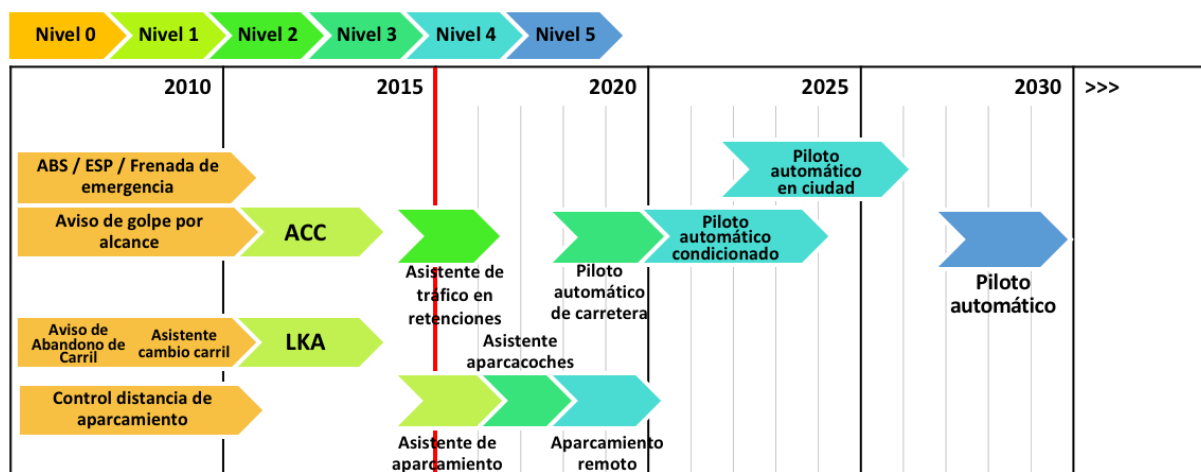 Nivel 0
Nivel 1
Nivel 2
Nivel 3
Nivel 4
Nivel 5
2010
2015
2020
2025
2030
>>>
ABS / ESP / Frenada de
emergencia
Piloto
automático
en ciudad
Aviso de golpe por
alcance
ACC
Asistente de
tráfico en
retenciones
Piloto
automático
de carretera
Piloto
automático
condicionado
Piloto
automático
Aviso de
Abandono de
Carril
Asistente
cambio carril
LKA
Asistente
aparcacoches
Control distancia de
aparcamiento
Asistente de
aparcamiento
Aparcamiento
remoto